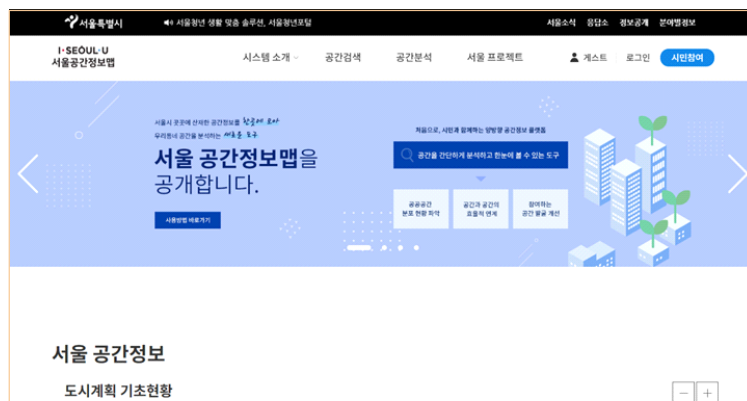 서울특별시
서울청년 생활 맞춤 솔루션, 서울청년포털
서울소식 응답소 정보공개 분야별정보
I·SEOUL·U
서울공간정보맵
시스템 소개 공간검색 공간분석 서울 프로젝트 게스트 로그인 시민참여
서울시 곳곳에 산재한 공간정보를 한곳에 모아
우리동네 공간을 분석하는 새로운 도구
서울 공간정보맵을
공개합니다.
사용방법 바로가기
처음으로, 시민과 함께하는 양방향 공간정보 플랫폼
공간을 간단하게 분석하고 한눈에 볼 수 있는 도구
공공공간
분포 현황 파악
공간과 공간의
효율적 연계
참여하는
공간 발굴 개선
서울 공간정보
도시계획 기초현황